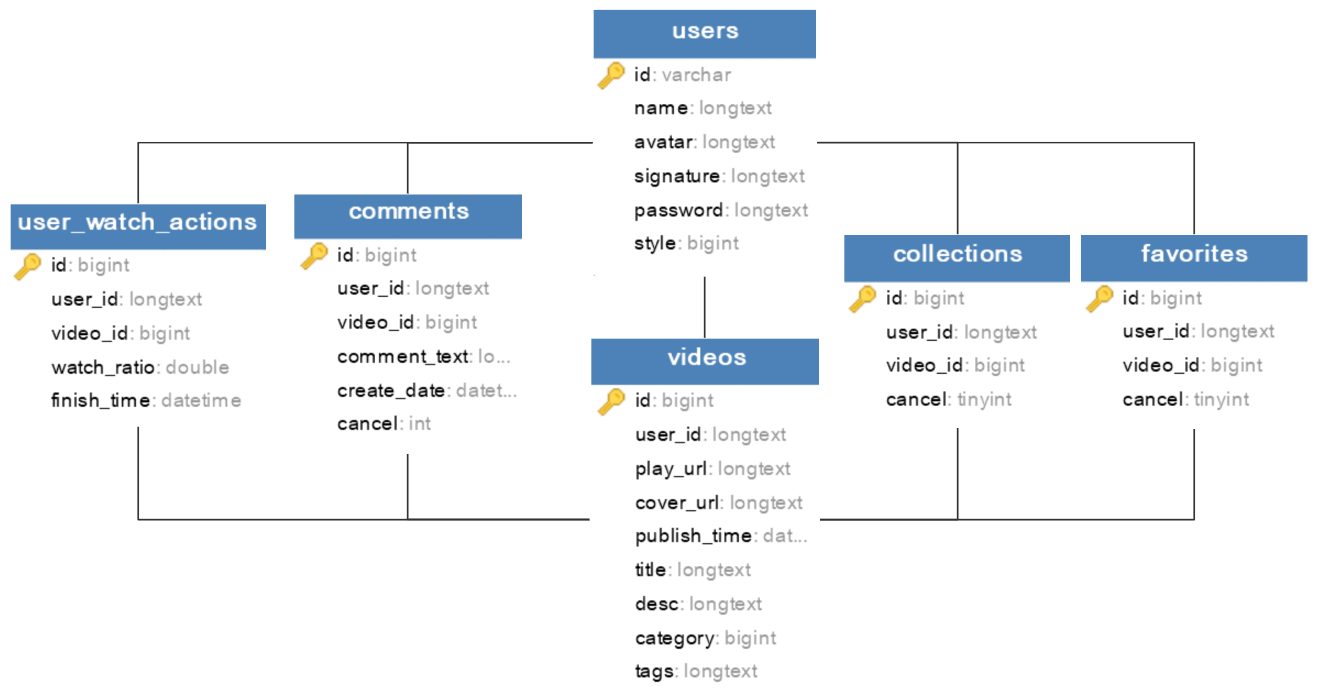 users
id: varchar
name: longtext
avatar: longtext
signature: longtext
password: longtext
style: bigint
user_watch_actions
id: bigint
user_id: longtext
video_id: bigint
watch_ratio: double
finish_time: datetime
comments
id: bigint
user_id: longtext
video_id: bigint
comment_text: lo...
create_date: datet...
cancel: int
videos
id: bigint
user_id: longtext
play_url: longtext
cover_url: longtext
publish_time: dat...
title: longtext
desc: longtext
category: bigint
tags: longtext
collections
id: bigint
user_id: longtext
video_id: bigint
cancel: tinyint
favorites
id: bigint
user_id: longtext
video_id: bigint
cancel: tinyint